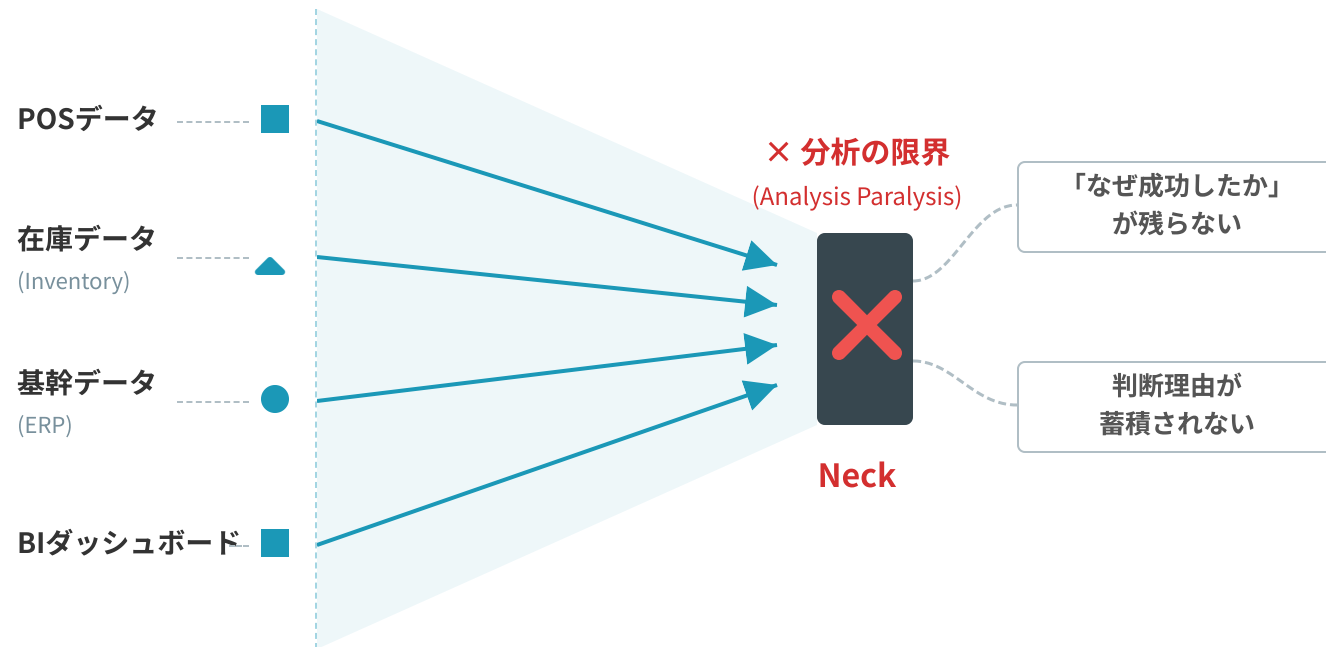 POSデータ
在庫データ
(Inventory)
基幹データ
(ERP)
BIダッシュボード
× 分析の限界
(Analysis Paralysis)
Neck
「なぜ成功したか」
が残らない
判断理由が
蓄積されない